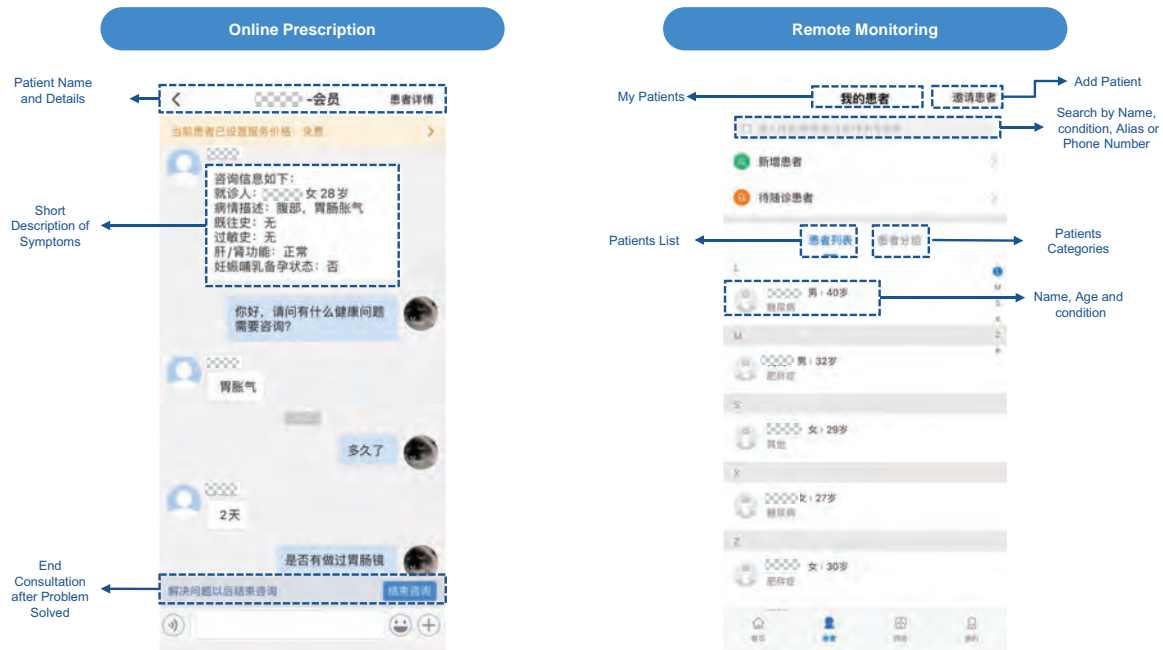 Online Prescription
Patient Name
and Details
-会员
患者详情
当前患者已设置服务价格：免费
咨询信息如下：
就诊人： 女 28岁
病情描述：腹部，胃肠胀气
既往史：无
过敏史：无
肝/肾功能：正常
妊娠哺乳备孕状态：否
Short
Description of
Symptoms
你好，请问有什么健康问题
需要咨询?
胃胀气
多久了
2天
是否有做过胃肠镜
End
Consultation
after Problem
Solved
解决问题以后结束咨询
结束咨询
Remote Monitoring
My Patients
我的患者
邀请患者
Add Patient
Search by Name,
condition, Alias or
Phone Number
新增患者
待随诊患者
Patients List
患者列表
患者分组
Patients
Categories
L
男 | 40岁
糖尿病
Name, Age and
condition
M
男 | 32岁
肥胖症
S
女 | 29岁
其他
X
女 | 27岁
糖尿病
Z
女 | 30岁
肥胖症
首页
患者